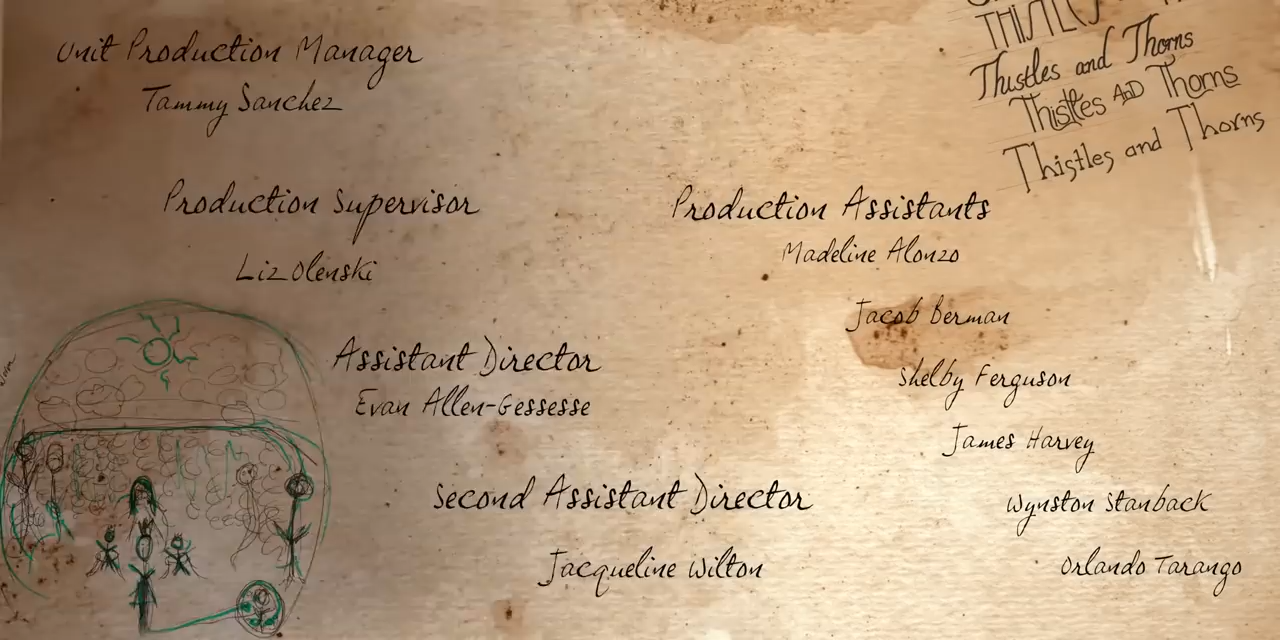 Unit Production Manager
Tammy Sanchez
Production Supervisor
Liz Olenski
Assistant Director
Evan Allen-Gessesse
Second Assistant Director
Jacqueline Wilton
Thistles and Thorns
Thistles AnD Thorns
Thistles and Thorns
Production Assistants
Madeline Alonzo
Jacob Berman
Shelby Ferguson
James Harvey
Wynston Stanback
Orlando Tarango